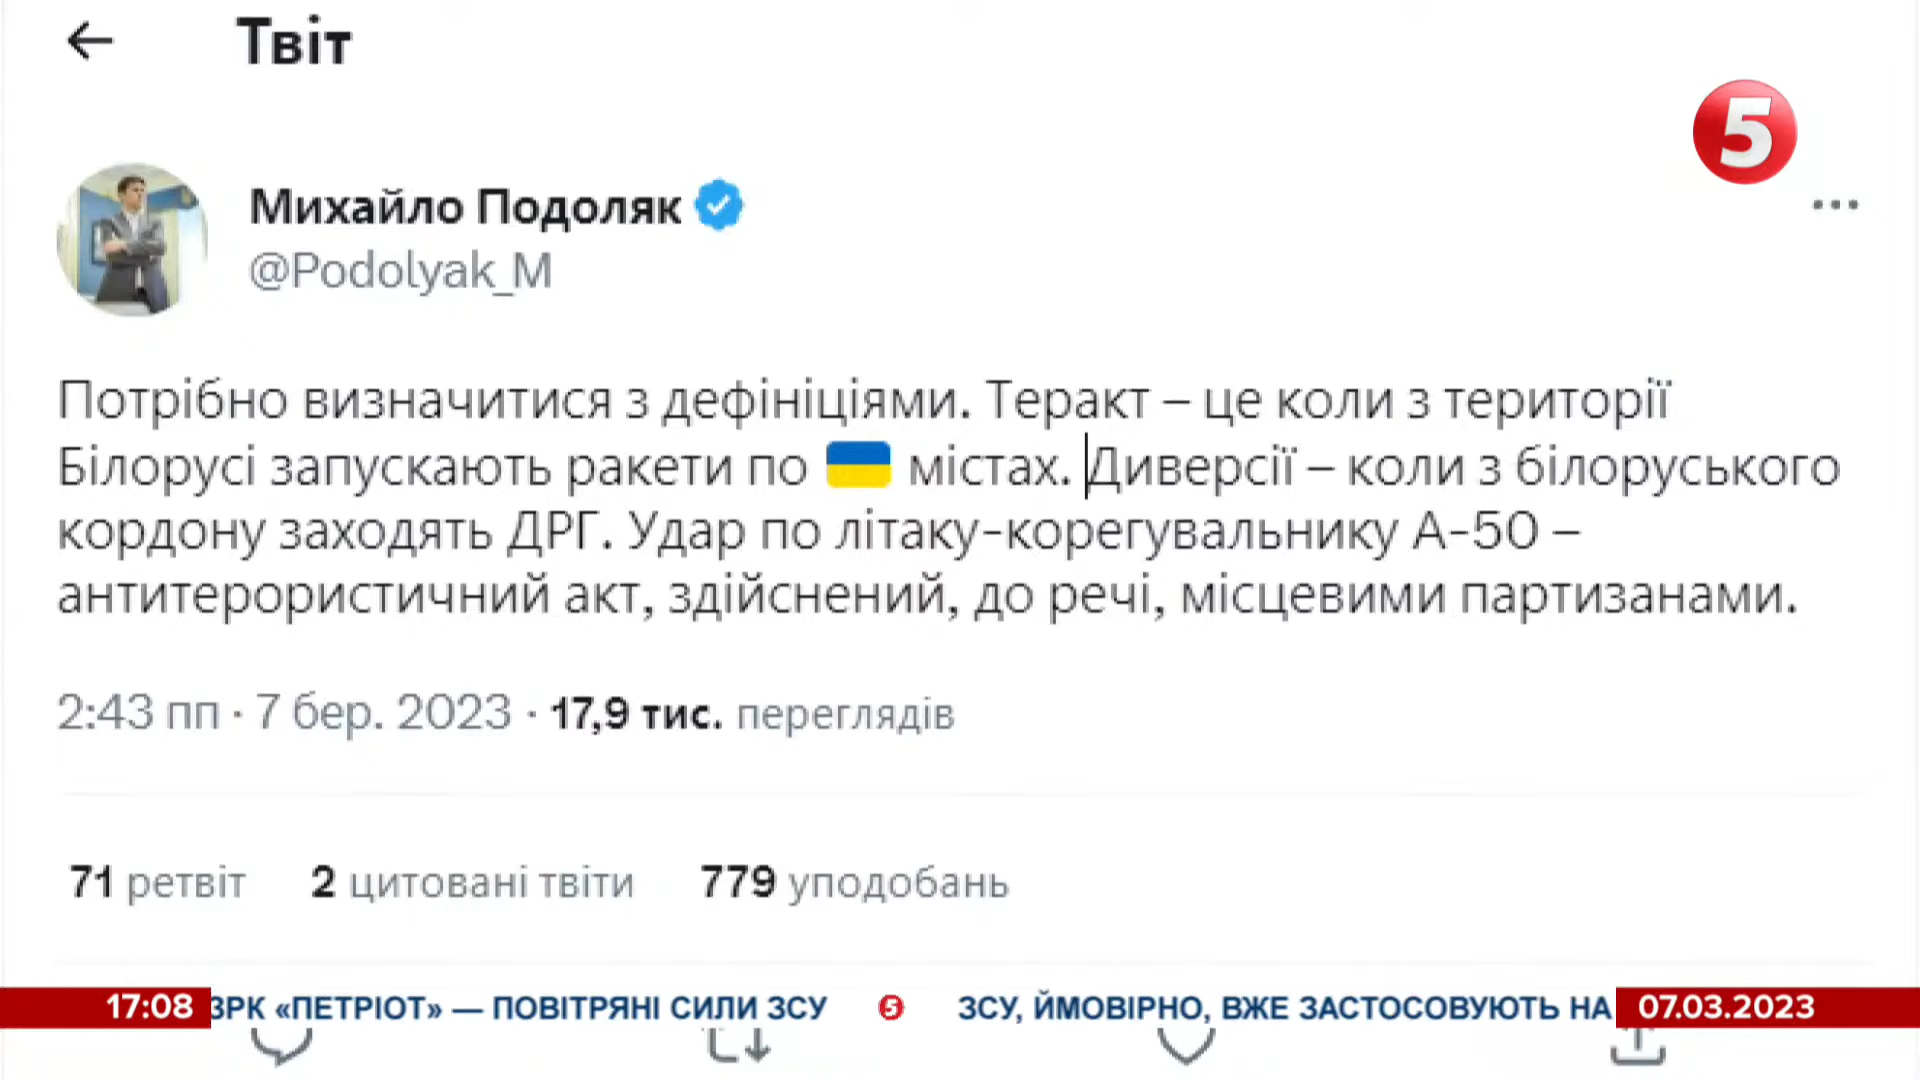 Твіт
5
Михайло Подоляк
@Podolyak_M
Потрібно визначитися з дефініціями. Теракт – це коли з території
Білорусі запускають ракети по 🇺🇦 містах. Диверсії – коли з білоруського
кордону заходять ДРГ. Удар по літаку-корегувальнику А-50 –
антитерористичний акт, здійснений, до речі, місцевими партизанами.
2:43 пп · 7 бер. 2023 · 17,9 тис. переглядів
71 ретвіт 2 цитовані твіти 779 уподобань
17:08 ЗРК «ПЕТРІОТ» — ПОВІТРЯНІ СИЛИ ЗСУ 5 ЗСУ, ЙМОВІРНО, ВЖЕ ЗАСТОСОВУЮТЬ НА 07.03.2023